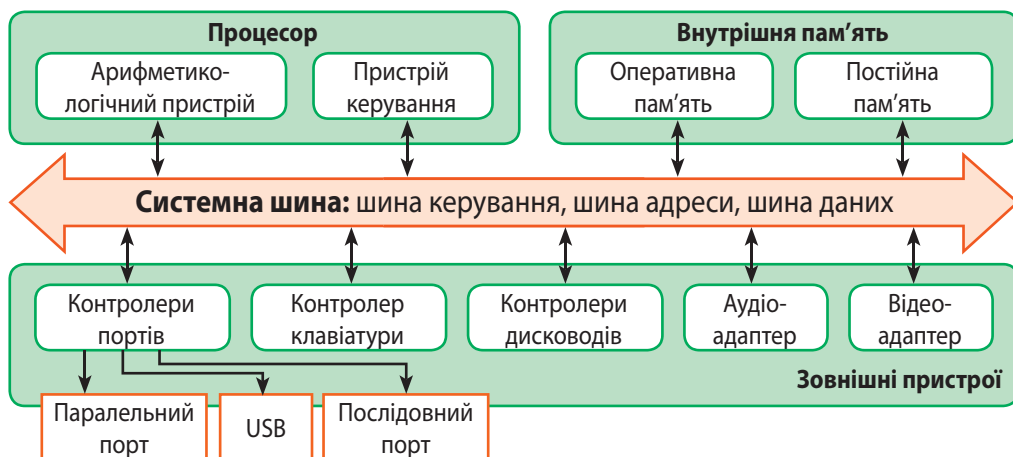 Процесор
Арифметико-
логічний пристрій
Пристрій
керування
Внутрішня пам’ять
Оперативна
пам’ять
Постійна
пам’ять
Системна шина: шина керування, шина адреси, шина даних
Контролери
портів
Контролер
клавіатури
Контролери
дисководів
Аудіо-
адаптер
Відео-
адаптер
Зовнішні пристрої
Паралельний
порт
USB
Послідовний
порт